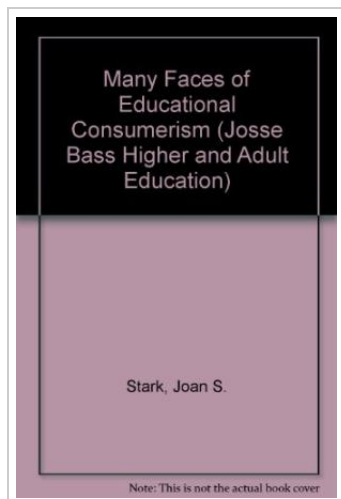 Many Faces of
Educational
Consumerism (Josse
Bass Higher and Adult
Education)
Stark, Joan S.
Note: This is not the actual book cover